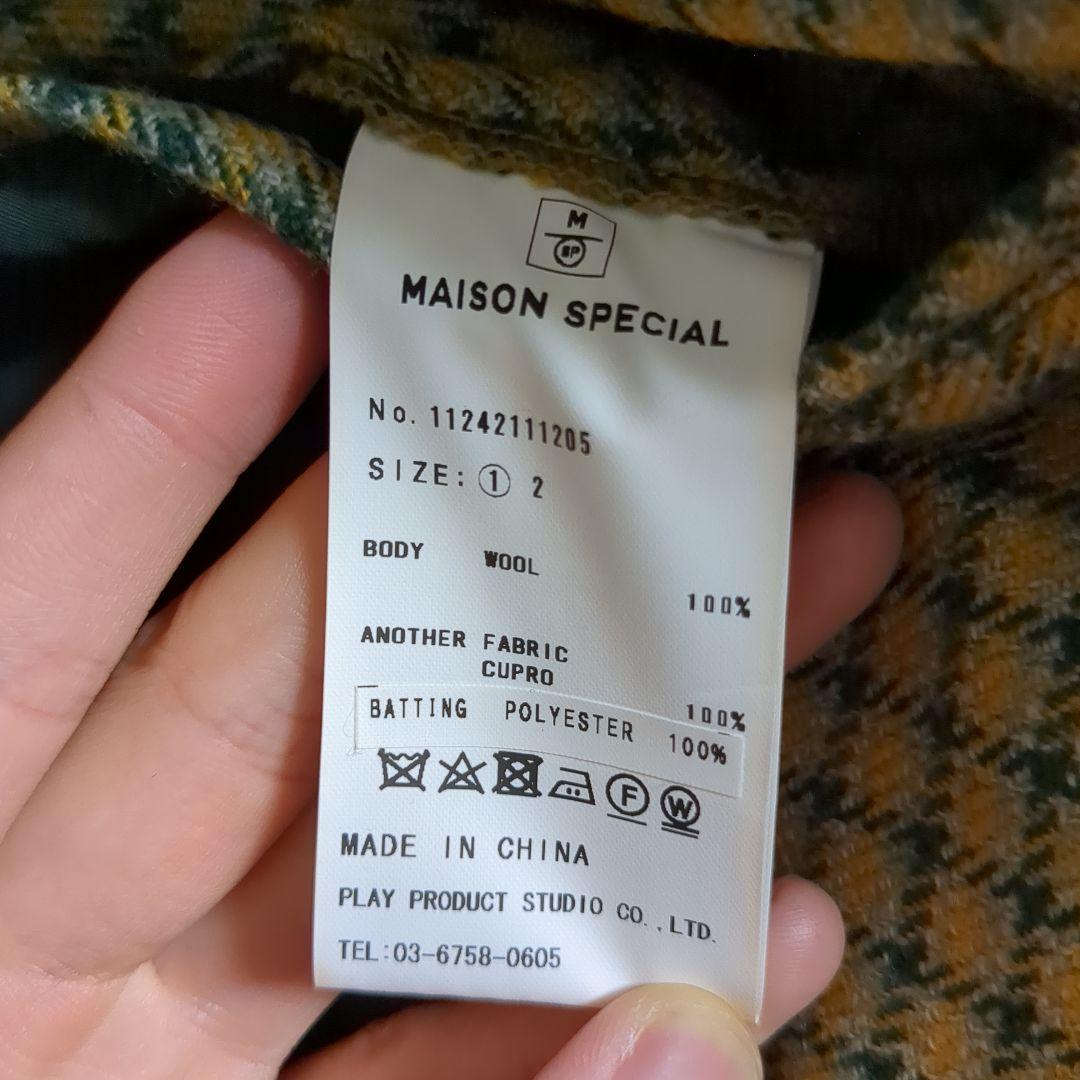 M
SP
MAISON SPECIAL
No. 11242111205
SIZE: ① 2
BODY WOOL
100%
ANOTHER FABRIC
CUPRO
100%
BATTING POLYESTER 100%
F W
MADE IN CHINA
PLAY PRODUCT STUDIO CO.,LTD.
TEL:03-6758-0605